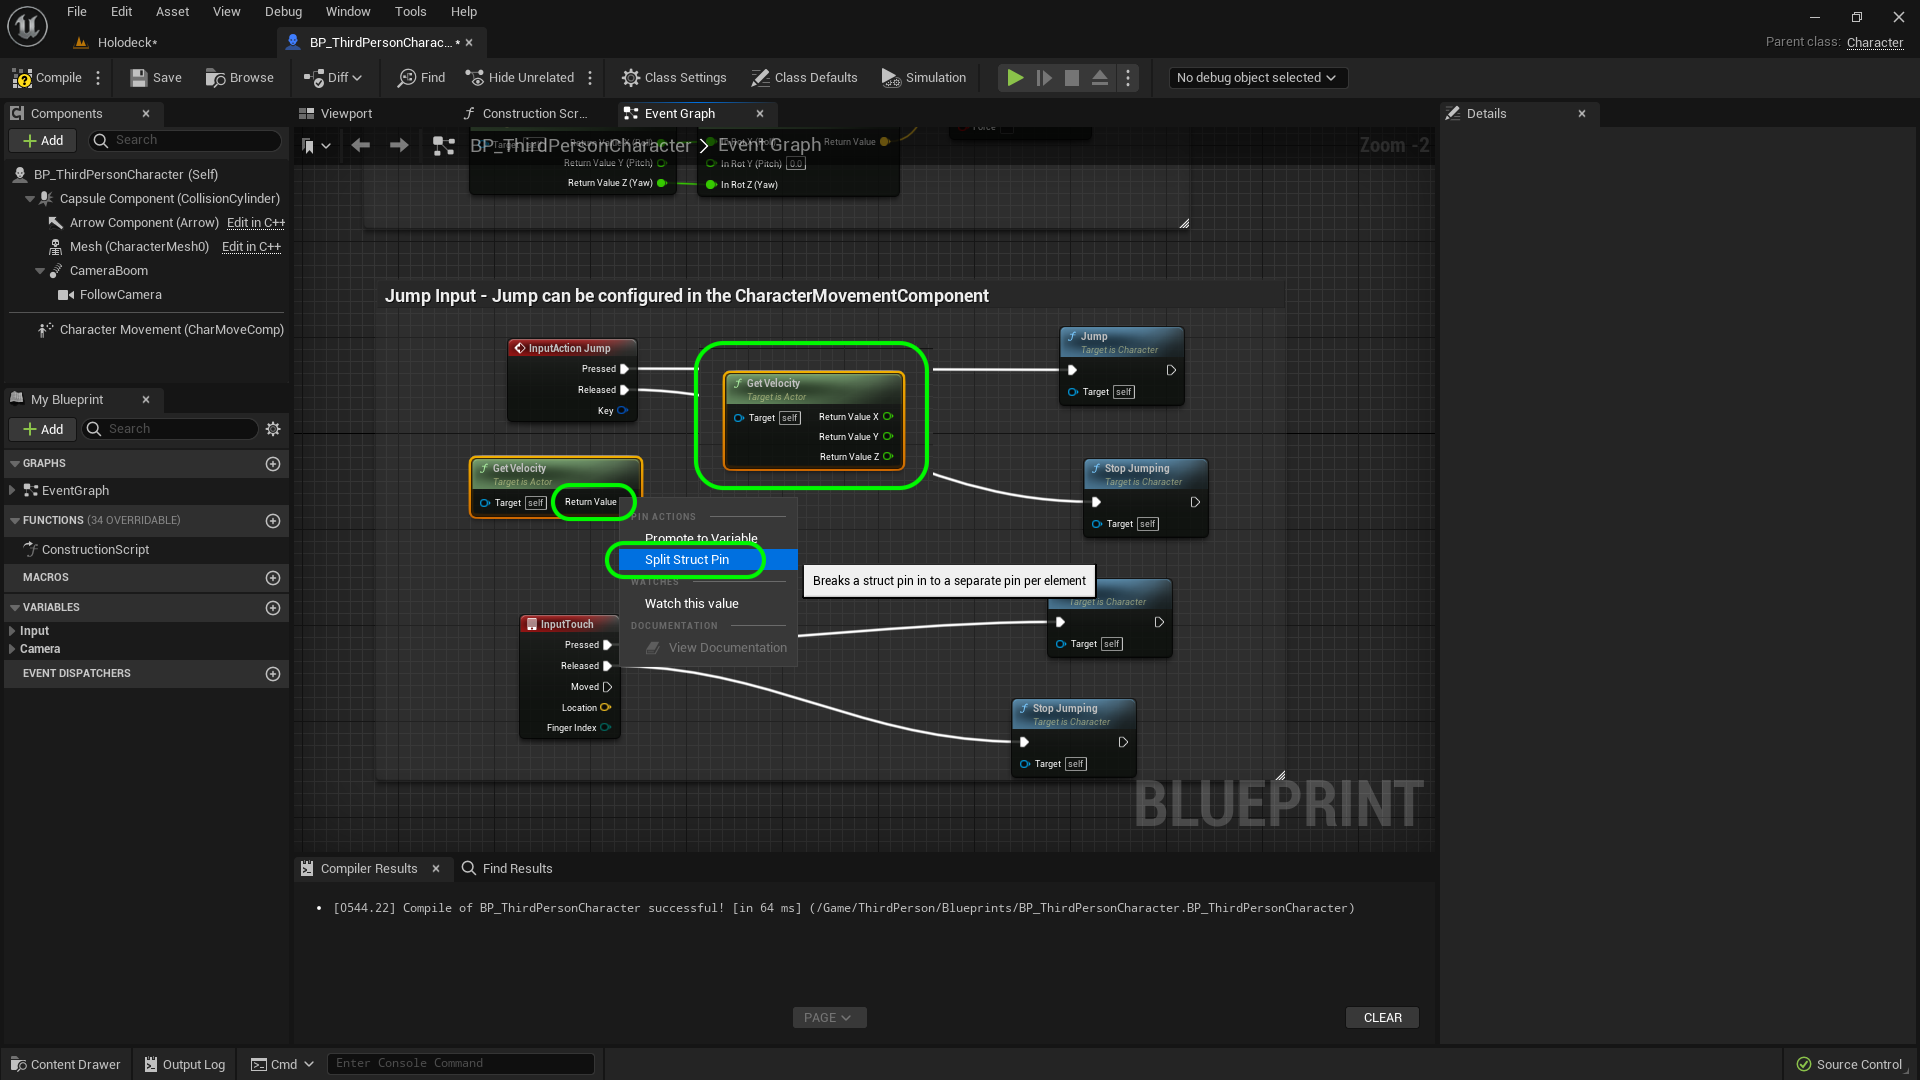 File Edit Asset View Debug Window Tools Help
Holodeck*
BP_ThirdPersonCharac... *
Parent class: Character
Compile Save Browse Diff Find Hide Unrelated Class Settings Class Defaults Simulation No debug object selected
Components
Viewport Construction Scr... Event Graph
Details
Add Search
BP_ThirdPersonCharacter > Event Graph
Zoom -2
BP_ThirdPersonCharacter (Self)
Capsule Component (CollisionCylinder)
Arrow Component (Arrow) Edit in C++
Mesh (CharacterMesh0) Edit in C++
CameraBoom
FollowCamera
Character Movement (CharMoveComp)
Return Value Y (Pitch)
Return Value Z (Yaw)
Return Value
In Rot Y (Pitch) 0.0
In Rot Z (Yaw)
Jump Input - Jump can be configured in the CharacterMovementComponent
InputAction Jump
Pressed
Released
Key
Get Velocity
Target is Actor
Target self
Return Value X
Return Value Y
Return Value Z
Jump
Target is Character
Target self
Get Velocity
Target is Actor
Target self Return Value
Stop Jumping
Target is Character
Target self
PIN ACTIONS
Promote to Variable
Split Struct Pin
WATCHES
Watch this value
DOCUMENTATION
View Documentation
Breaks a struct pin in to a separate pin per element
Target is Character
Target self
InputTouch
Pressed
Released
Moved
Location
Finger Index
Stop Jumping
Target is Character
Target self
BLUEPRINT
My Blueprint
Add Search
GRAPHS
EventGraph
FUNCTIONS (34 OVERRIDABLE)
ConstructionScript
MACROS
VARIABLES
Input
Camera
EVENT DISPATCHERS
Compiler Results Find Results
• [0544.22] Compile of BP_ThirdPersonCharacter successful! [in 64 ms] (/Game/ThirdPerson/Blueprints/BP_ThirdPersonCharacter.BP_ThirdPersonCharacter)
PAGE
CLEAR
Content Drawer Output Log Cmd Enter Console Command
Source Control